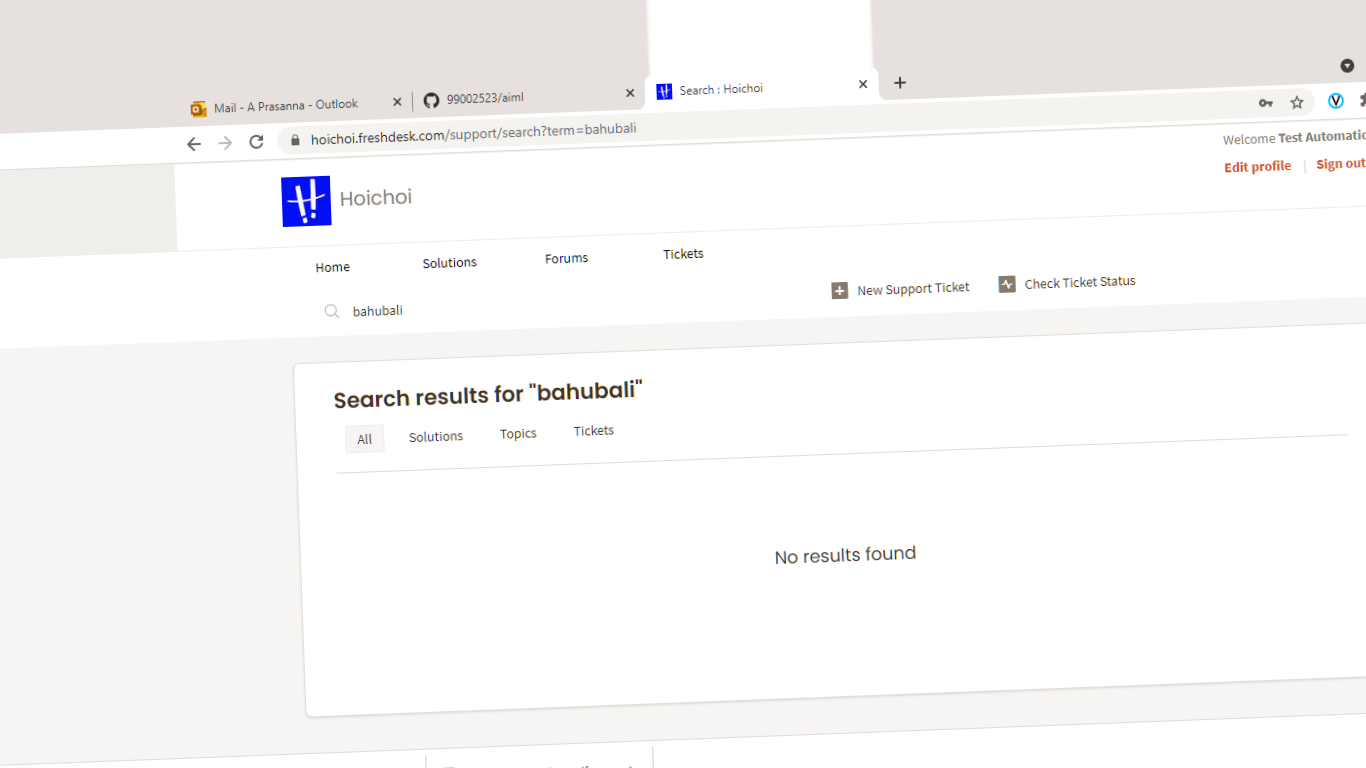 Mail - A Prasanna - Outlook
99002523/aiml
Search : Hoichoi
hoichoi.freshdesk.com/support/search?term=bahubali
Welcome Test Automatic
Edit profile | Sign out
Hoichoi
Home Solutions Forums Tickets
bahubali
New Support Ticket Check Ticket Status
Search results for "bahubali"
All Solutions Topics Tickets
No results found